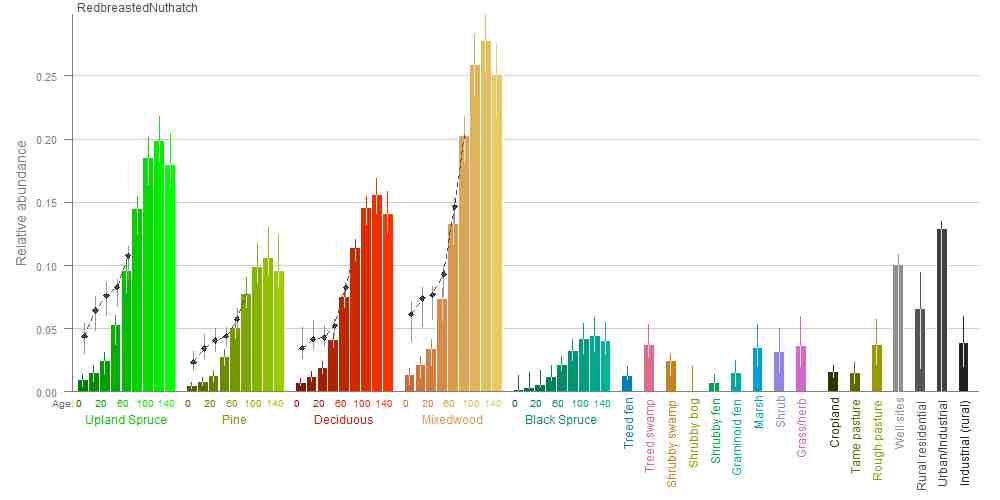 RedbreastedNuthatch
Relative abundance
0.25
0.20
0.15
0.10
0.05
0.00
Age: 0 20 60 100 140 0 20 60 100 140 0 20 60 100 140 0 20 60 100 140 0 20 60 100 140
Upland Spruce Pine Deciduous Mixedwood Black Spruce
Treed fen
Treed swamp
Shrubby swamp
Shrubby bog
Shrubby fen
Graminoid fen
Marsh
Shrub
Grass/herb
Cropland
Tame pasture
Rough pasture
Well sites
Rural residential
Urban/Industrial
Industrial (rural)